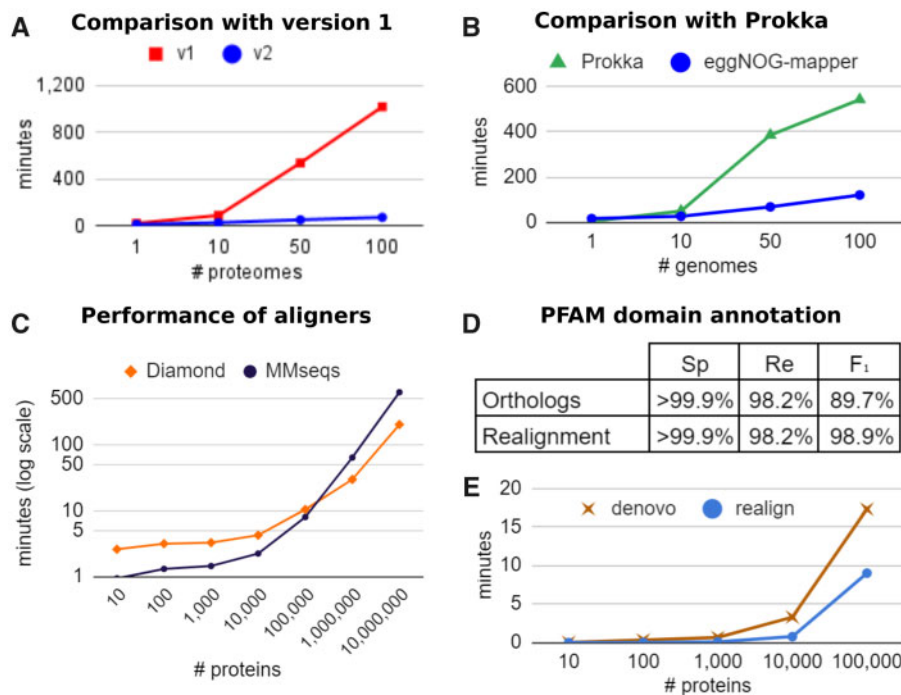 A Comparison with version 1
v1 v2
1,200
800
400
0
minutes
1 10 50 100
# proteomes
B Comparison with Prokka
Prokka eggNOG-mapper
600
400
200
0
minutes
1 10 50 100
# genomes
C Performance of aligners
Diamond MMseqs
500
100
50
10
5
1
minutes (log scale)
10 100 1,000 10,000 100,000 1,000,000 10,000,000
# proteins
D PFAM domain annotation
Sp Re F₁
Orthologs >99.9% 98.2% 89.7%
Realignment >99.9% 98.2% 98.9%
E
denovo realign
20
15
10
5
0
minutes
10 100 1,000 10,000 100,000
# proteins